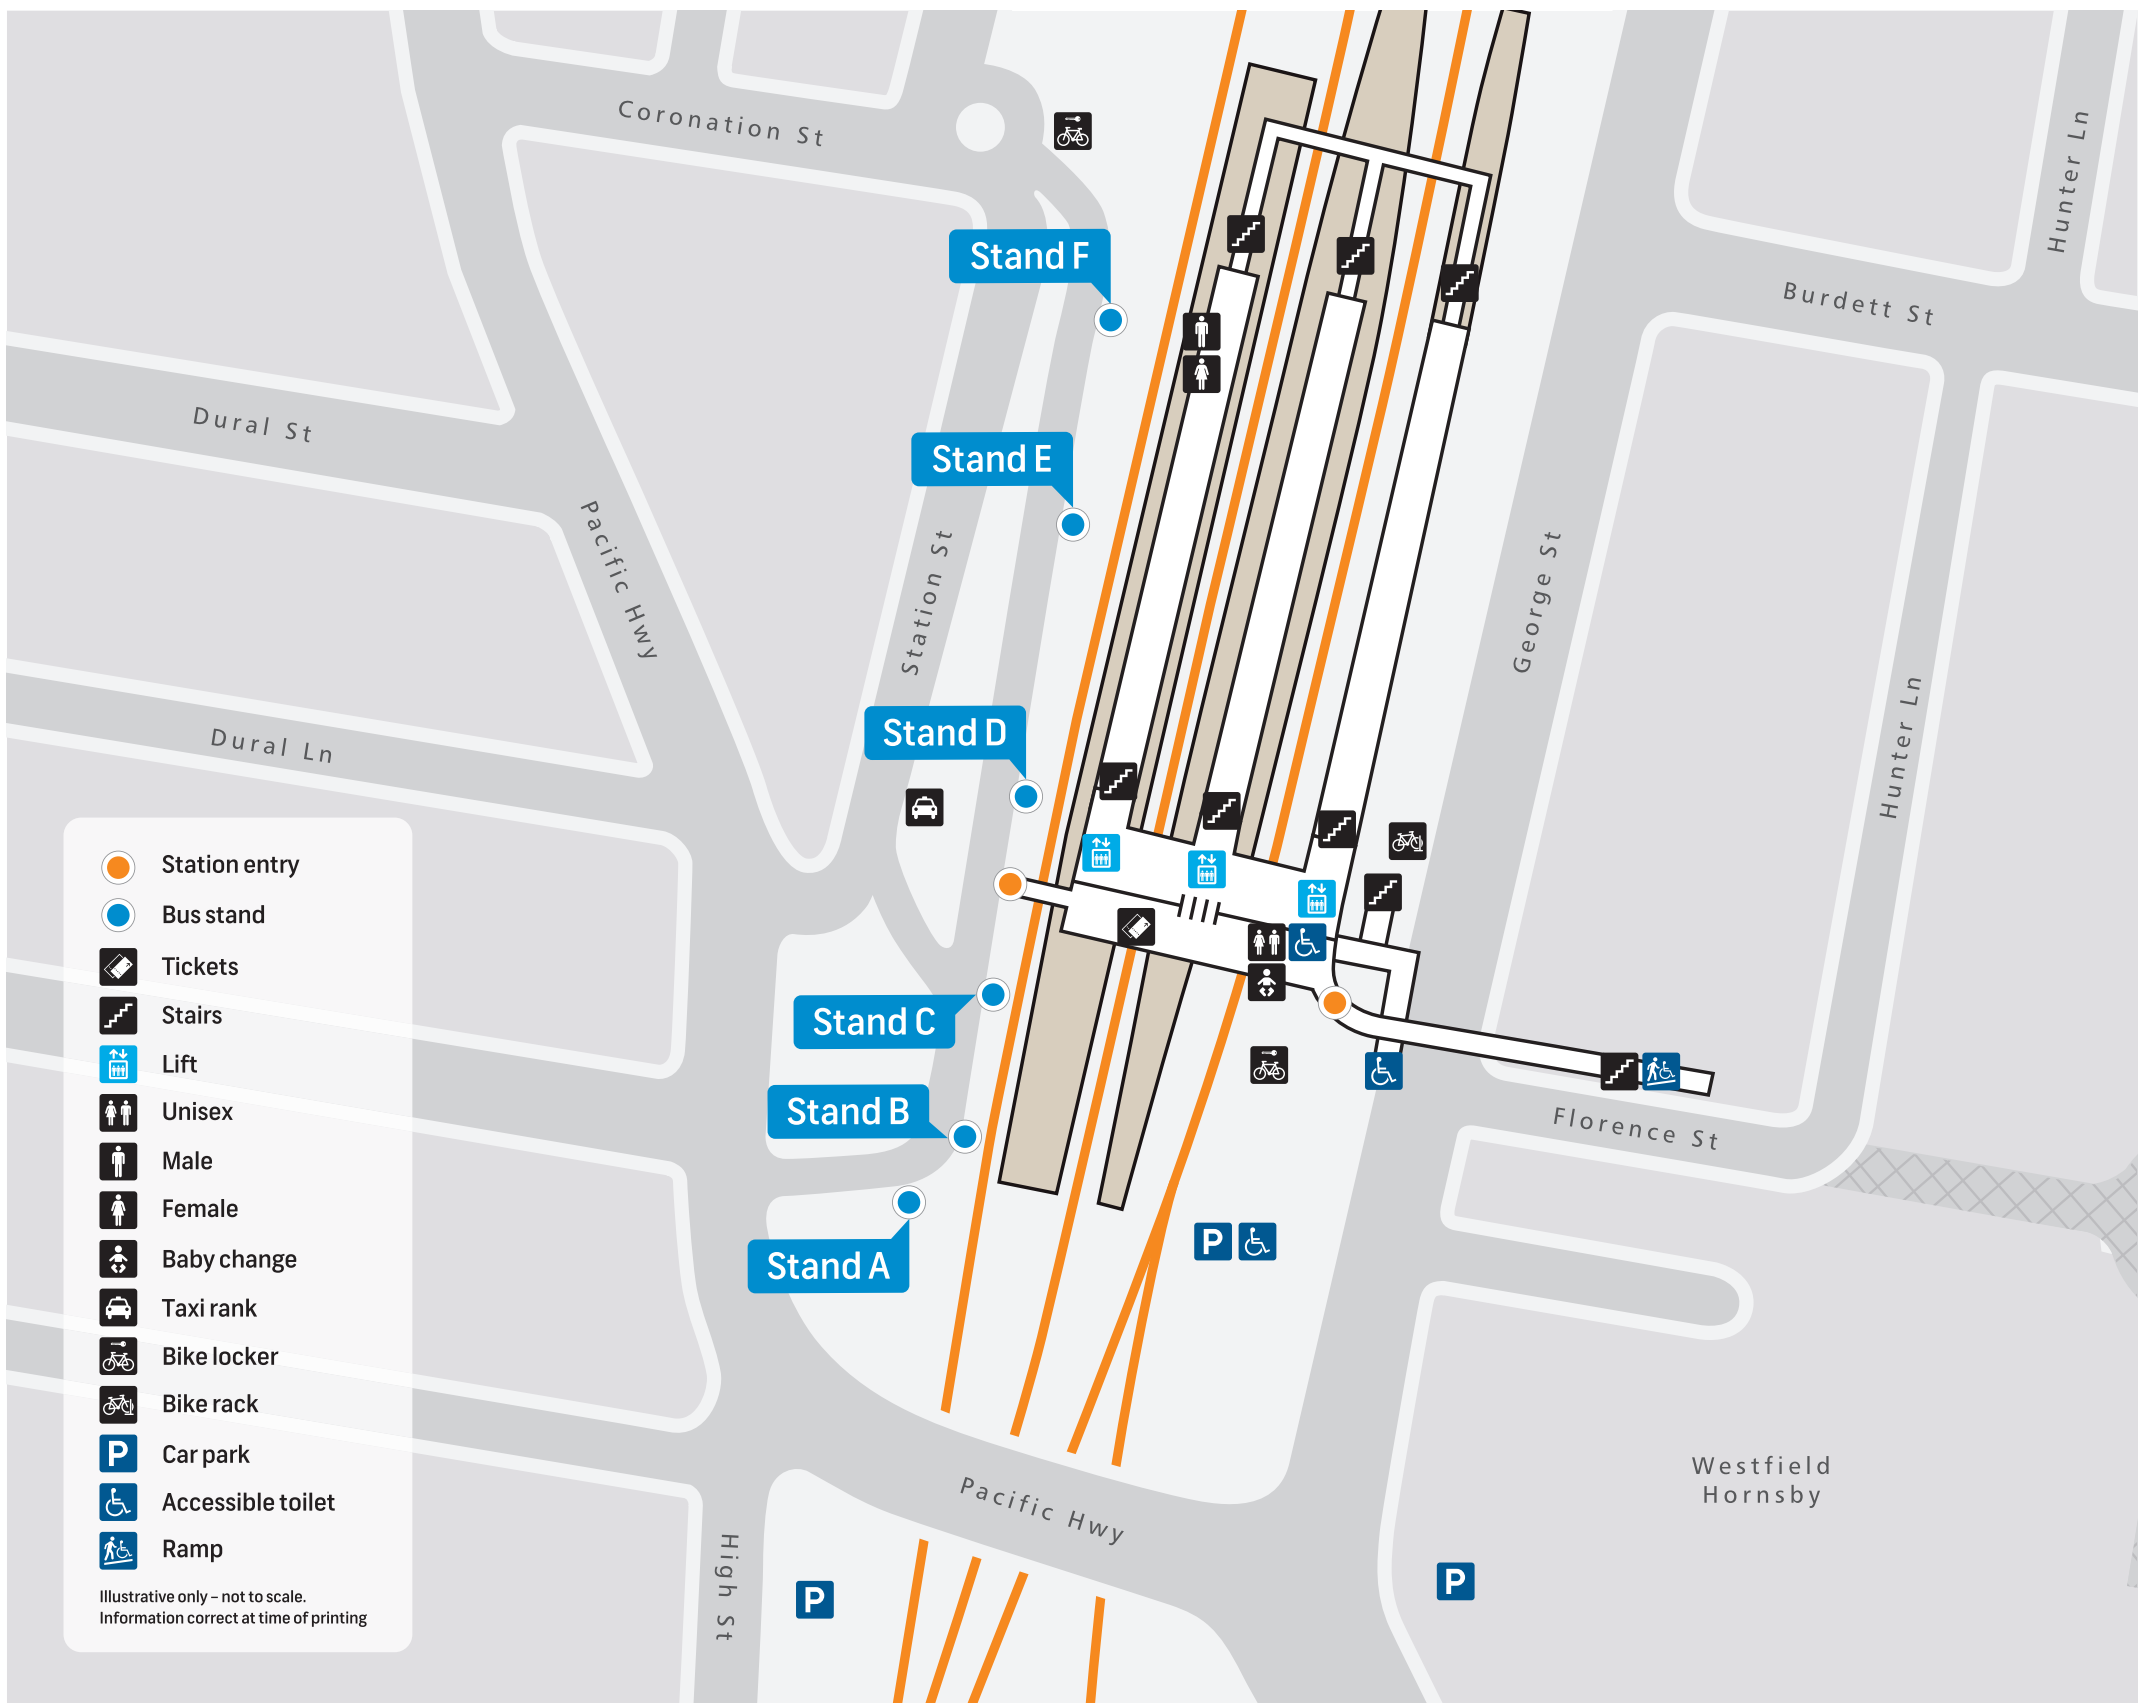 Coronation St
Hunter Ln
Stand F
Burdett St
Dural St
Stand E
Pacific Hwy
Station St
George St
Stand D
Dural Ln
Hunter Ln
Stand C
Stand B
Florence St
Stand A
Station entry
Bus stand
Tickets
Stairs
Lift
Unisex
Male
Female
Baby change
Taxi rank
Bike locker
Bike rack
P
Car park
Accessible toilet
Ramp
Illustrative only – not to scale.
Information correct at time of printing
P
Westfield
Hornsby
Pacific Hwy
High St
P
P